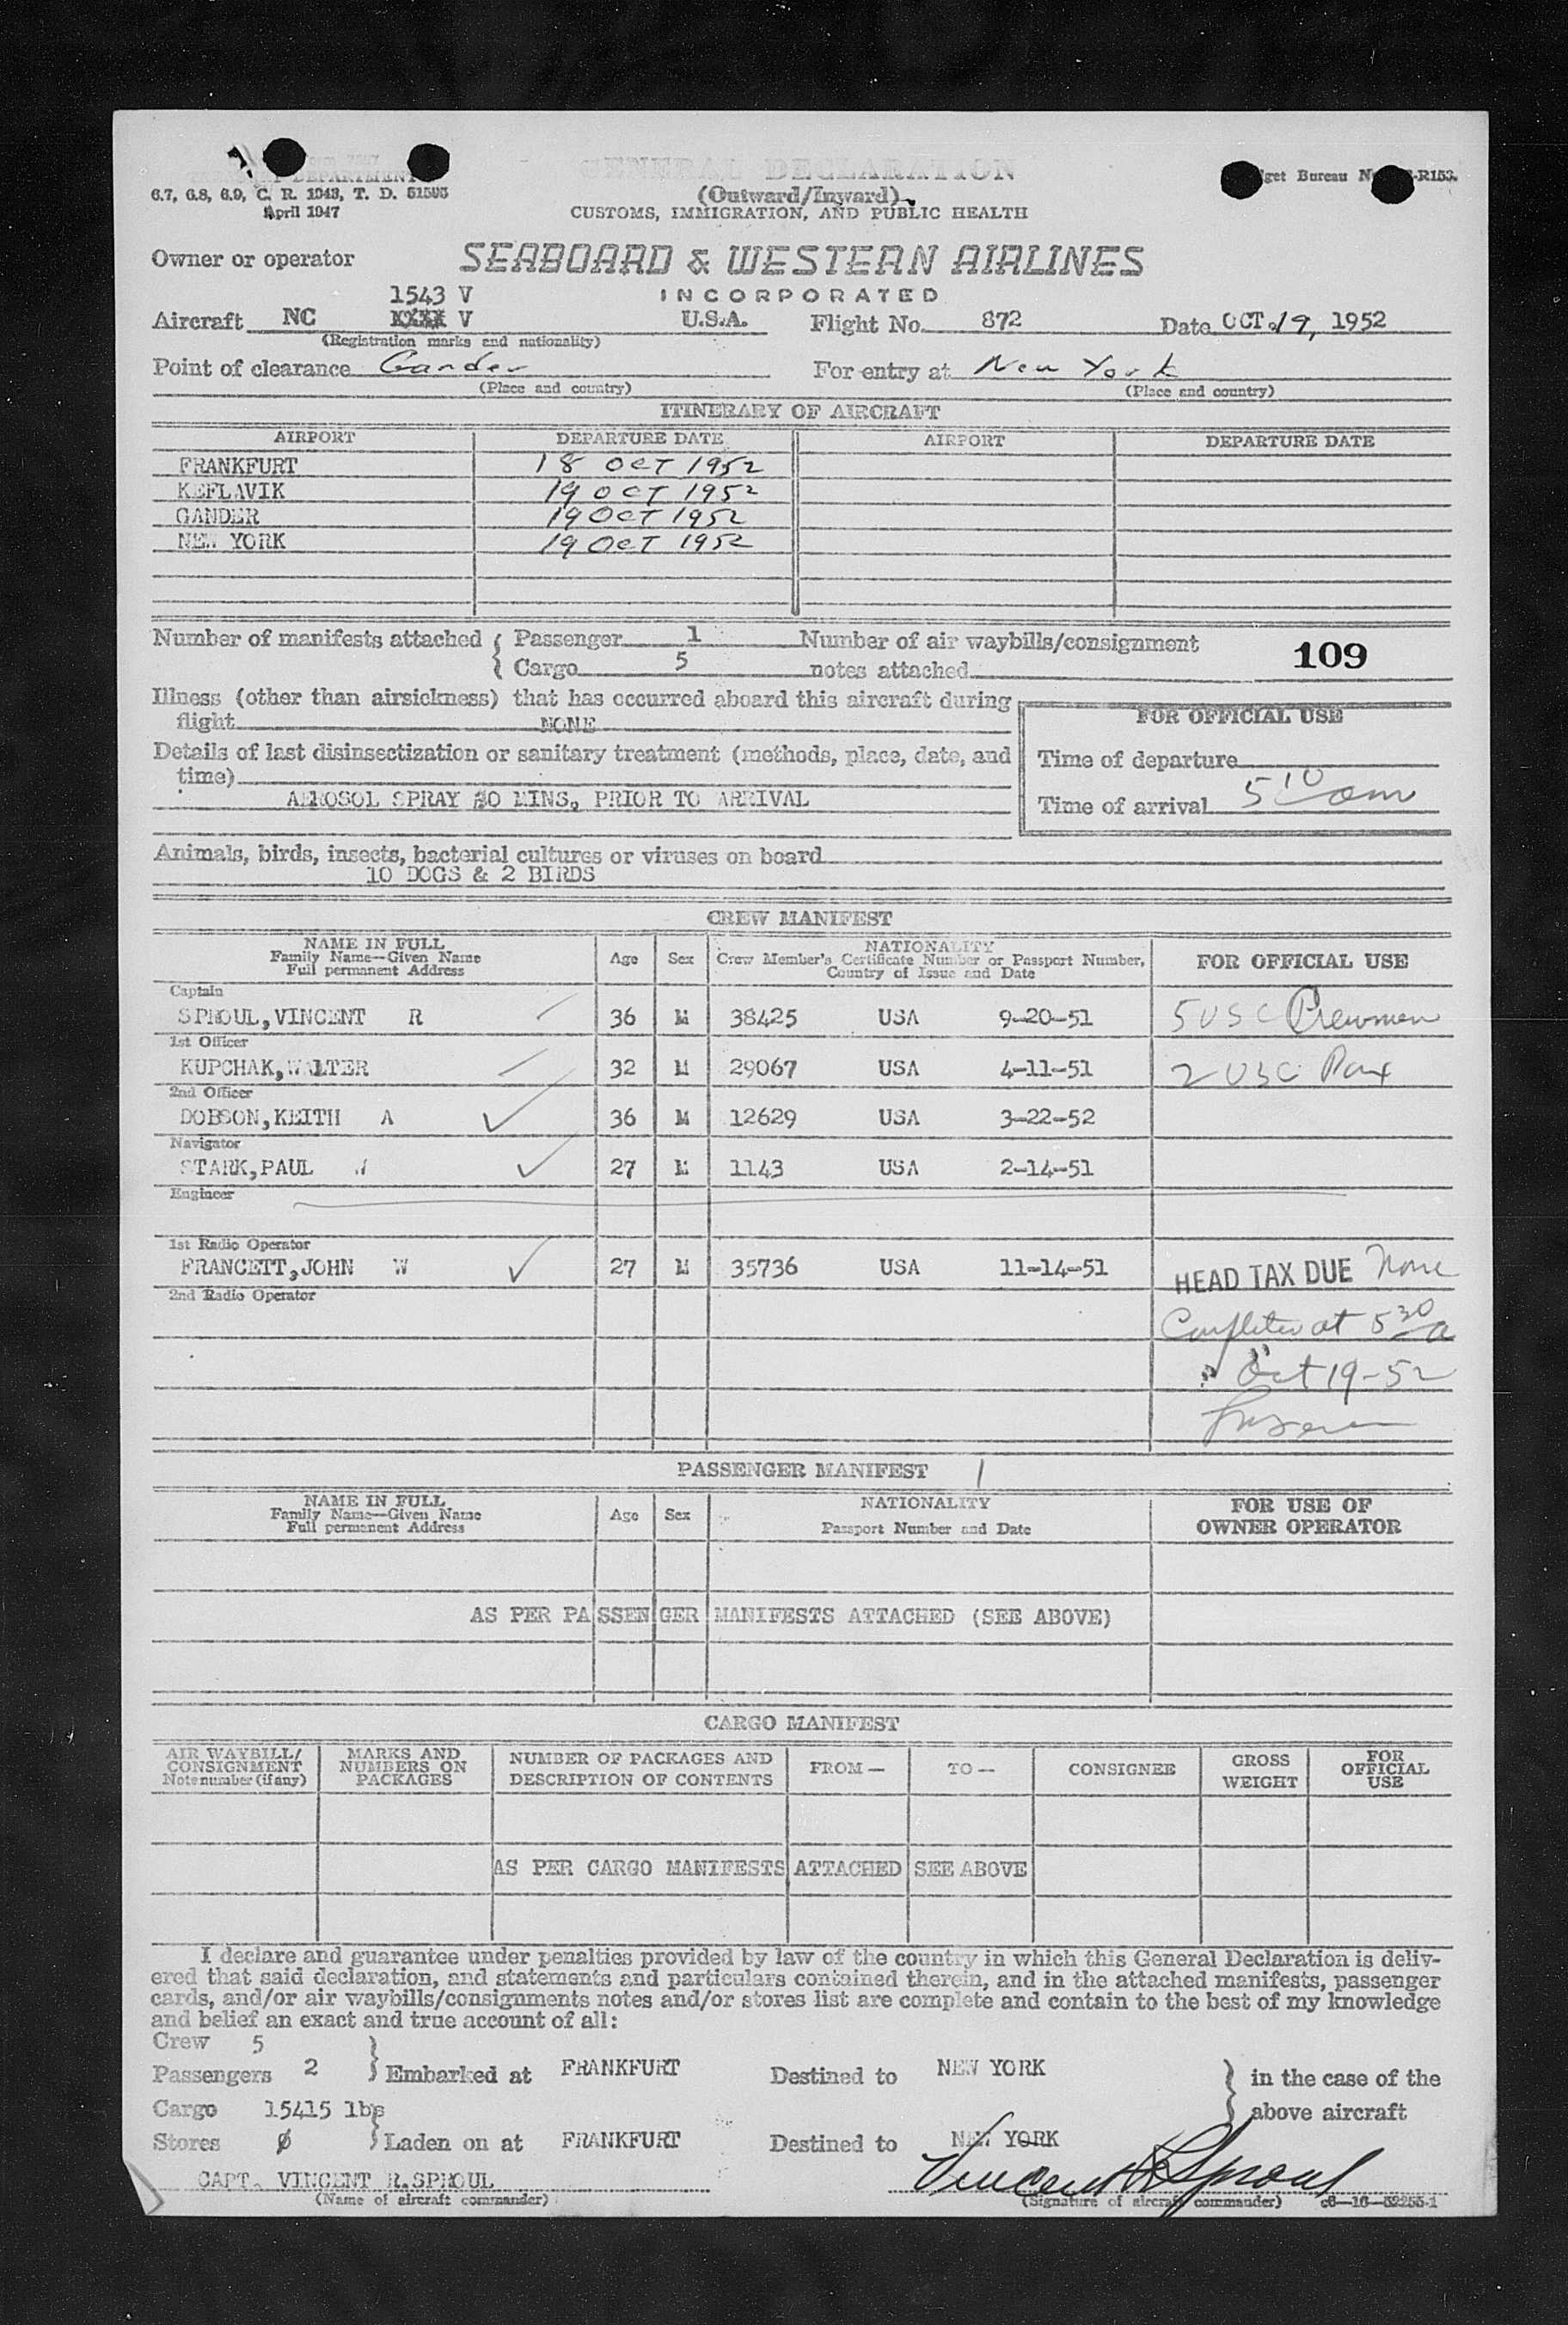 GENERAL DECLARATION
(Outward/Inward)
6.7, 6.8, 6.9, C. R. 1943, T. D. 51595
April 1947
CUSTOMS, IMMIGRATION, AND PUBLIC HEALTH
Owner or operator SEABOARD & WESTERN AIRLINES
INCORPORATED
1543 V
Aircraft NC V U.S.A. Flight No. 872 Date OCT. 19, 1952
(Registration marks and nationality)
Point of clearance Gander For entry at New York
(Place and country) (Place and country)
ITINERARY OF AIRCRAFT
AIRPORT DEPARTURE DATE AIRPORT DEPARTURE DATE
FRANKFURT 18 OCT 1952
KEFLAVIK 19 OCT 1952
GANDER 19 OCT 1952
NEW YORK 19 OCT 1952
Number of manifests attached { Passenger 1 Number of air waybills/consignment
Cargo 5 notes attached
109
Illness (other than airsickness) that has occurred aboard this aircraft during
flight NONE
Details of last disinsectization or sanitary treatment (methods, place, date, and
time)
AEROSOL SPRAY 30 MINS. PRIOR TO ARRIVAL
FOR OFFICIAL USE
Time of departure
Time of arrival 5 10 am
Animals, birds, insects, bacterial cultures or viruses on board
10 DOGS & 2 BIRDS
CREW MANIFEST
NAME IN FULL
Family Name—Given Name
Full permanent Address
Age Sex
NATIONALITY
Crew Member's Certificate Number or Passport Number,
Country of Issue and Date
FOR OFFICIAL USE
Captain
SPROUL,VINCENT R 36 M 38425 USA 9-20-51 5 USC Crewmen
1st Officer
KUPCHAK,WALTER 32 M 29067 USA 4-11-51 2 USC Pax
2nd Officer
DOBSON,KEITH A 36 M 12629 USA 3-22-52
Navigator
STARK,PAUL W 27 M 1143 USA 2-14-51
Engineer
1st Radio Operator
FRANCETT,JOHN W 27 M 35736 USA 11-14-51 HEAD TAX DUE None
2nd Radio Operator
Completed at 5 30 a
Oct 19-52
PASSENGER MANIFEST 1
NAME IN FULL
Family Name—Given Name
Full permanent Address
Age Sex
NATIONALITY
Passport Number and Date
FOR USE OF
OWNER OPERATOR
AS PER PASSENGER MANIFESTS ATTACHED (SEE ABOVE)
CARGO MANIFEST
AIR WAYBILL/
CONSIGNMENT
Note number (if any)
MARKS AND
NUMBERS ON
PACKAGES
NUMBER OF PACKAGES AND
DESCRIPTION OF CONTENTS
FROM—
TO—
CONSIGNEE
GROSS
WEIGHT
FOR
OFFICIAL
USE
AS PER CARGO MANIFESTS ATTACHED SEE ABOVE
I declare and guarantee under penalties provided by law of the country in which this General Declaration is deliv-
ered that said declaration, and statements and particulars contained therein, and in the attached manifests, passenger
cards, and/or air waybills/consignments notes and/or stores list are complete and contain to the best of my knowledge
and belief an exact and true account of all:
Crew 5
Passengers 2 } Embarked at FRANKFURT Destined to NEW YORK } in the case of the
Cargo 15415 lbs above aircraft
Stores Ø } Laden on at FRANKFURT Destined to NEW YORK
CAPT. VINCENT R.SPROUL Vincent R Sproul
(Name of aircraft commander) (Signature of aircraft commander) c6—16—52255-1